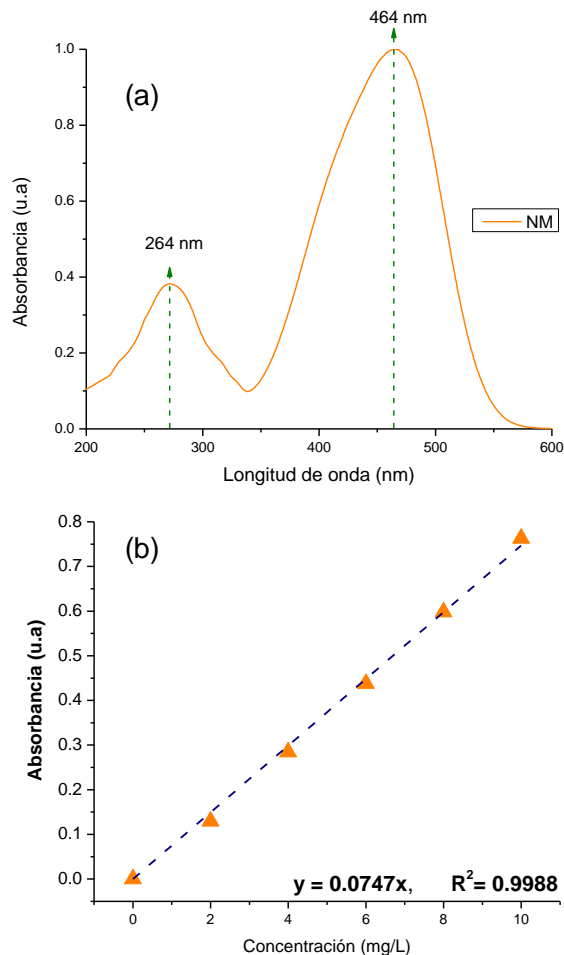 464 nm
1.0
(a)
0.8
0.6
NM
264 nm
0.4
0.2
0.0
200 300 400 500 600
Absorbancia (u.a)
Longitud de onda (nm)
0.8
(b)
0.7
0.6
0.5
0.3
0.2
0.1
0.0
y = 0.0747x, R²= 0.9988
0 2 4 6 8 10
Absorbancia (u.a)
Concentración (mg/L)